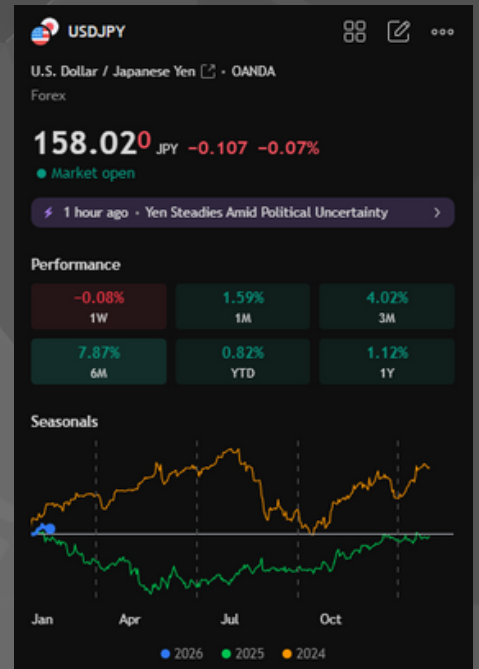 USDJPY
U.S. Dollar / Japanese Yen • OANDA
Forex
158.020 JPY −0.107 −0.07%
Market open
1 hour ago • Yen Steadies Amid Political Uncertainty
Performance
−0.08% 1.59% 4.02%
1W 1M 3M
7.87% 0.82% 1.12%
6M YTD 1Y
Seasonals
Jan Apr Jul Oct
2026 2025 2024